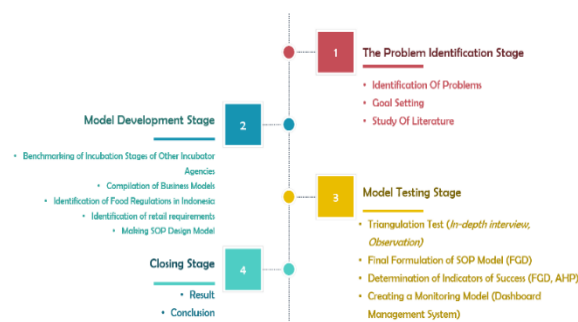 1
The Problem Identification Stage
• Identification Of Problems
• Goal Setting
• Study Of Literature
Model Development Stage
2
• Benchmarking of Incubation Stages of Other Incubator
Agencies
• Compilation of Business Models
• Identification of Food Regulations in Indonesia
• Identification of retail requirements
• Making SOP Design Model
3
Model Testing Stage
• Triangulation Test (In-depth interview,
Observation)
• Final Formulation of SOP Model (FGD)
• Determination of Indicators of Success (FGD, AHP)
• Creating a Monitoring Model (Dashboard
Management System)
Closing Stage
4
• Result
• Conclusion